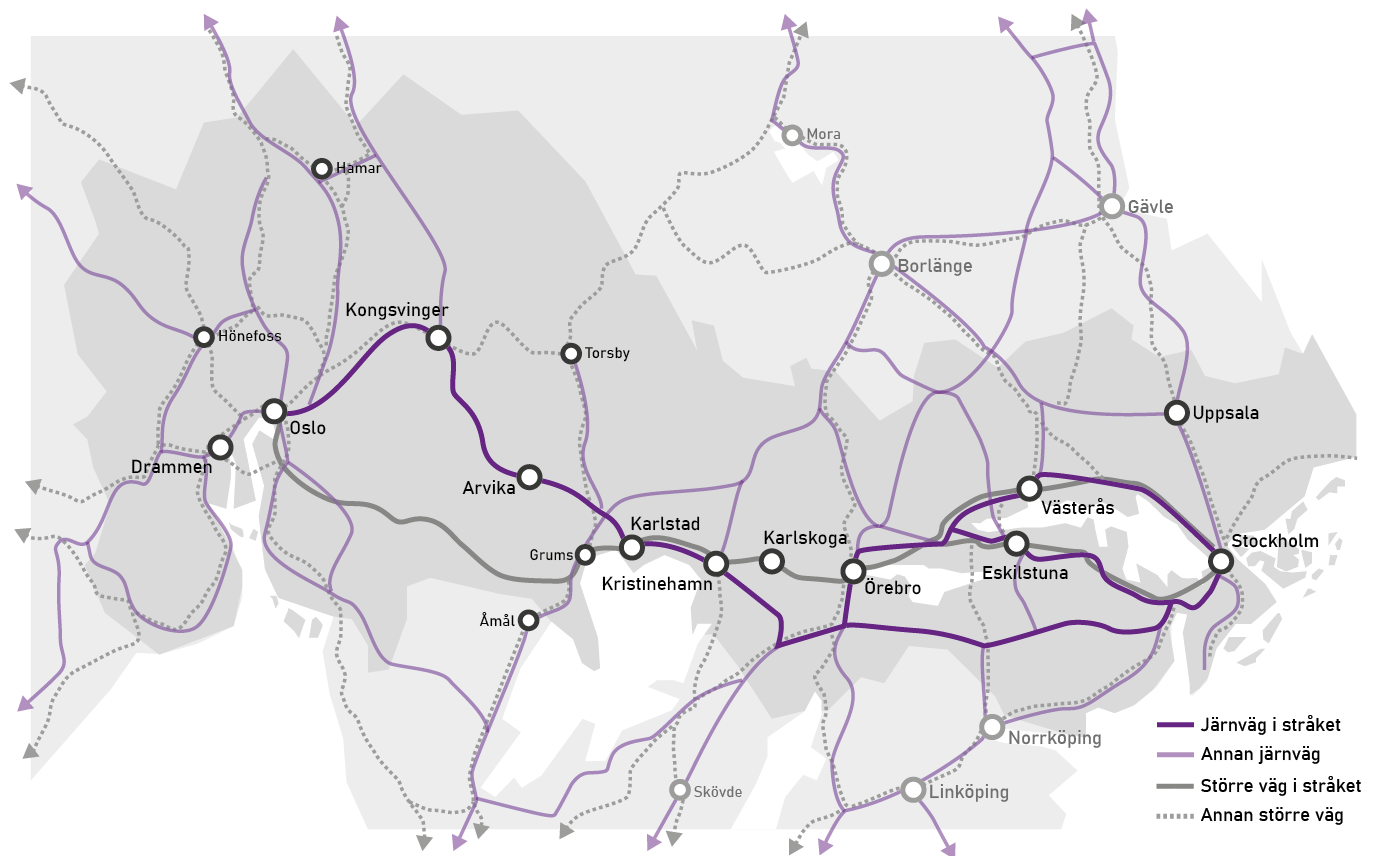 Mora
Hamar
Gävle
Borlänge
Kongsvinger
Hönefoss
Torsby
Uppsala
Oslo
Drammen
Arvika
Västerås
Karlstad
Karlskoga
Stockholm
Grums
Kristinehamn
Örebro
Eskilstuna
Åmål
Norrköping
Skövde
Linköping
Järnväg i stråket
Annan järnväg
Större väg i stråket
Annan större väg